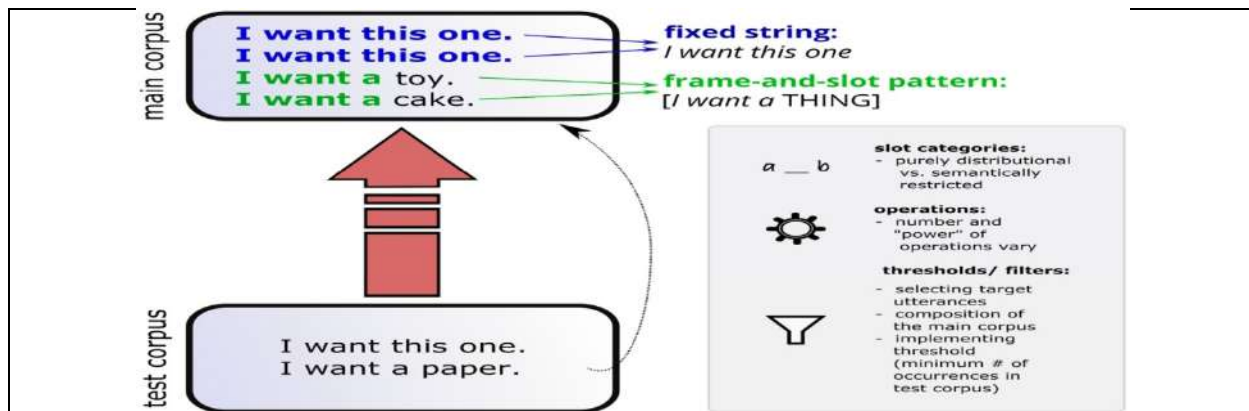 main corpus
I want this one.
I want this one.
I want a toy.
I want a cake.
fixed string:
I want this one
frame-and-slot pattern:
[I want a THING]
test corpus
I want this one.
I want a paper.
a __ b
slot categories:
- purely distributional
vs. semantically
restricted
operations:
- number and
"power" of
operations vary
thresholds/ filters:
- selecting target
utterances
- composition of
the main corpus
- implementing
threshold
(minimum # of
occurrences in
test corpus)